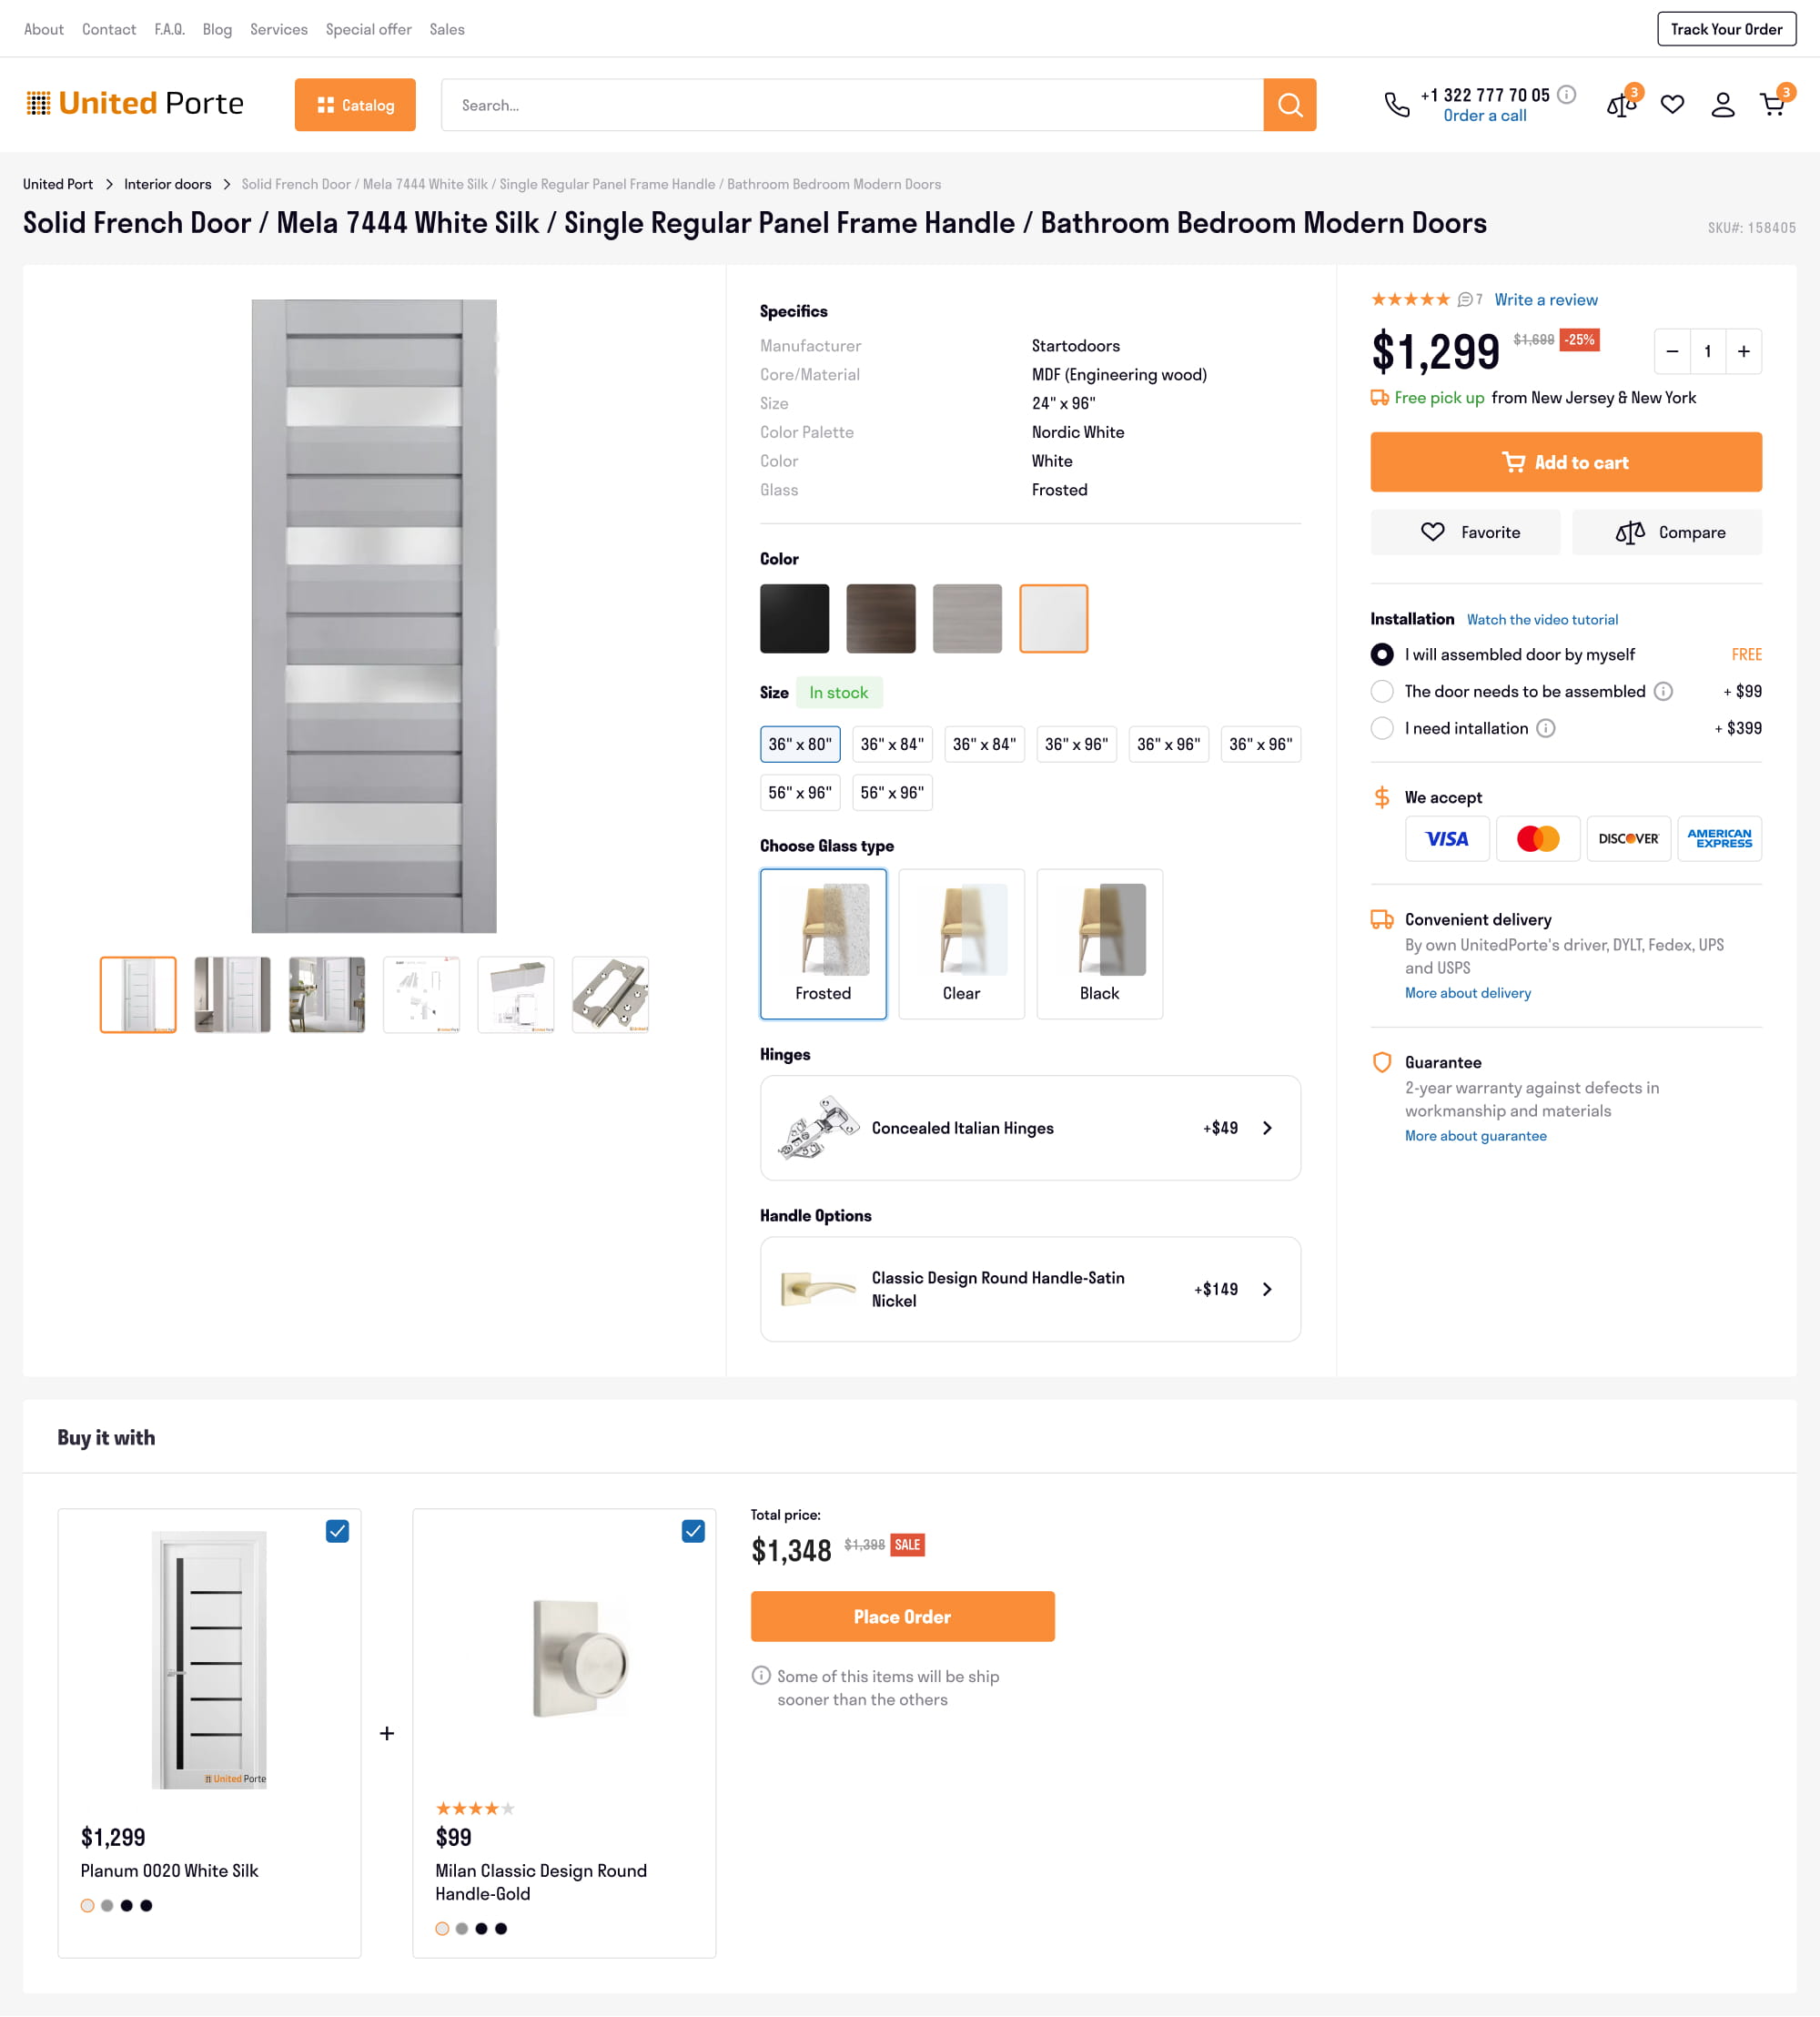 About Contact F.A.Q. Blog Services Special offer Sales
Track Your Order
United Porte
Catalog
Search...
+1 322 777 70 05
Order a call
3
3
United Port > Interior doors > Solid French Door / Mela 7444 White Silk / Single Regular Panel Frame Handle / Bathroom Bedroom Modern Doors
Solid French Door / Mela 7444 White Silk / Single Regular Panel Frame Handle / Bathroom Bedroom Modern Doors
SKU#: 158405
Specifics
Manufacturer Startodoors
Core/Material MDF (Engineering wood)
Size 24" x 96"
Color Palette Nordic White
Color White
Glass Frosted
Color
Size In stock
36" x 80" 36" x 84" 36" x 84" 36" x 96" 36" x 96" 36" x 96"
56" x 96" 56" x 96"
Choose Glass type
Frosted Clear Black
Hinges
Concealed Italian Hinges +$49
Handle Options
Classic Design Round Handle-Satin
Nickel
+$149
7 Write a review
$1,299 $1,699 -25%
− 1 +
Free pick up from New Jersey & New York
Add to cart
Favorite Compare
Installation Watch the video tutorial
I will assembled door by myself FREE
The door needs to be assembled + $99
I need intallation + $399
We accept
VISA DISCOVER AMERICAN
EXPRESS
Convenient delivery
By own UnitedPorte's driver, DYLT, Fedex, UPS
and USPS
More about delivery
Guarantee
2-year warranty against defects in
workmanship and materials
More about guarantee
Buy it with
United Porte
$1,299
Planum 0020 White Silk
+
$99
Milan Classic Design Round
Handle-Gold
Total price:
$1,348 $1,398 SALE
Place Order
Some of this items will be ship
sooner than the others